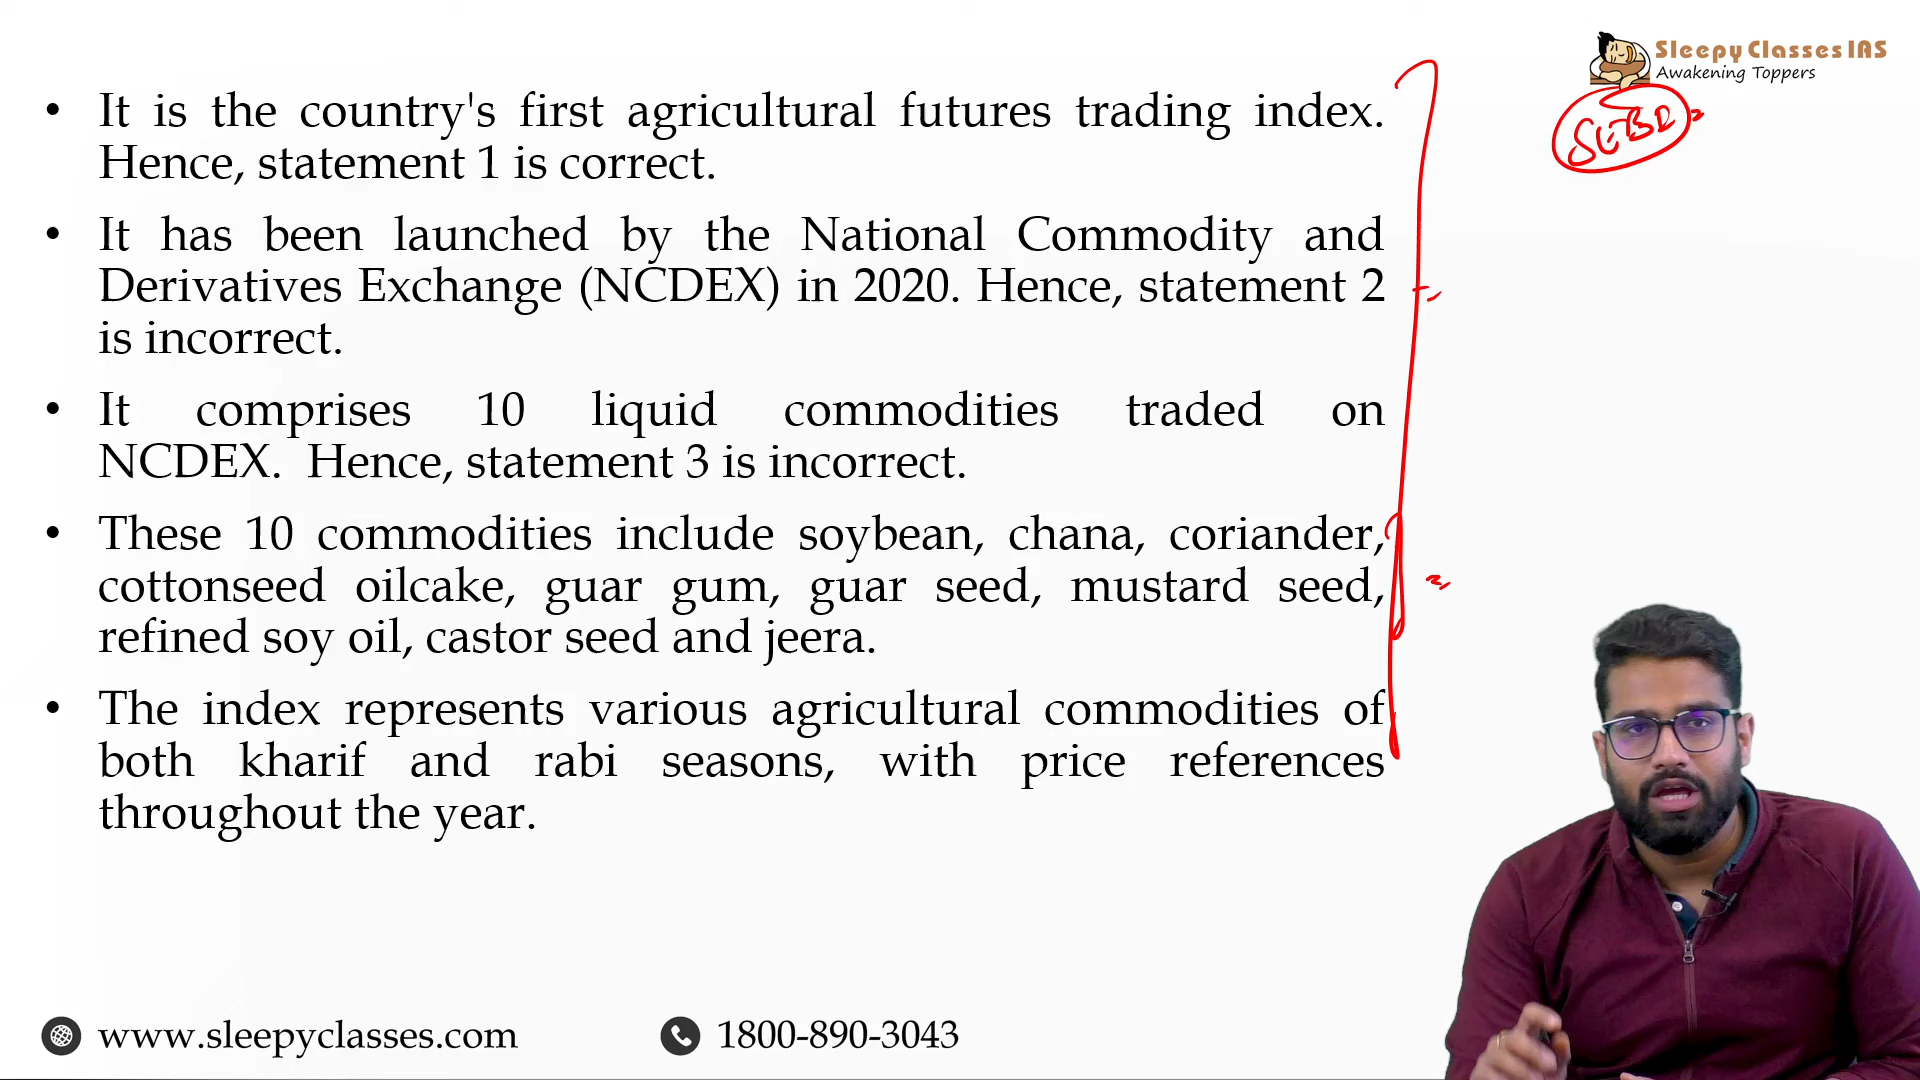 Sleepy Classes IAS
Awakening Toppers
SEBI
• It is the country's first agricultural futures trading index.
Hence, statement 1 is correct.
• It has been launched by the National Commodity and
Derivatives Exchange (NCDEX) in 2020. Hence, statement 2
is incorrect.
• It comprises 10 liquid commodities traded on
NCDEX. Hence, statement 3 is incorrect.
• These 10 commodities include soybean, chana, coriander,
cottonseed oilcake, guar gum, guar seed, mustard seed,
refined soy oil, castor seed and jeera.
• The index represents various agricultural commodities of
both kharif and rabi seasons, with price references
throughout the year.
www.sleepyclasses.com
1800-890-3043